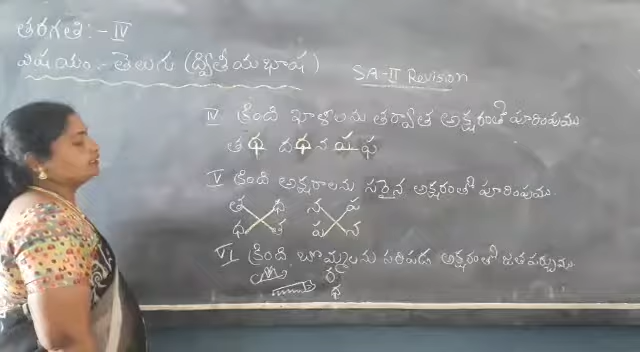 తరగతి:- IV
విషయం:- తెలుగు (ద్వితీయ భాష)
SA-II Revision
IV క్రింది ఖాళీలను తర్వాత అక్షరంతో పూరింపుము
త థ ద ధ న ప ఫ
V క్రింది అక్షరాలను సరైన అక్షరంతో పూరింపుము.
త థ న ప
థ త ప న
VI క్రింది బొమ్మలను సరిపడు అక్షరంతో జతపర్చుము.